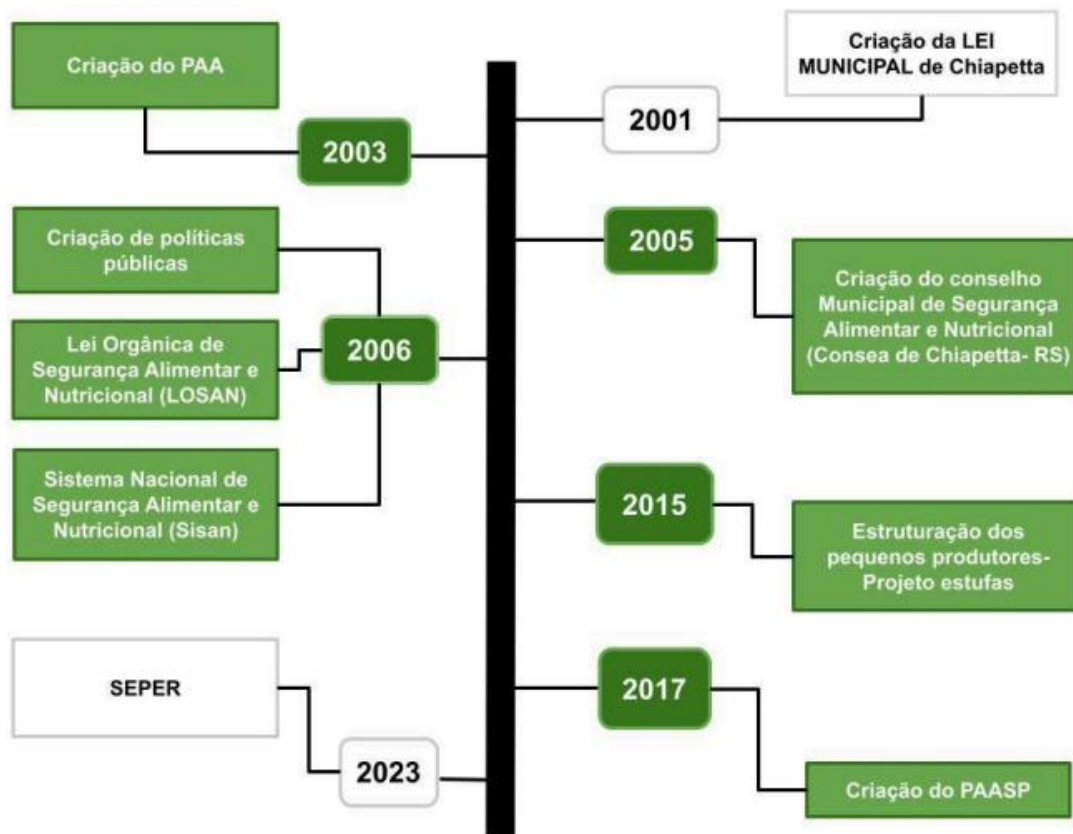 Criação do PAA
2003
Criação da LEI
MUNICIPAL de Chiapetta
2001
Criação de políticas
públicas
Lei Orgânica de
Segurança Alimentar e
Nutricional (LOSAN)
Sistema Nacional de
Segurança Alimentar e
Nutricional (Sisan)
2006
2005
Criação do conselho
Municipal de Segurança
Alimentar e Nutricional
(Consea de Chiapetta- RS)
2015
Estruturação dos
pequenos produtores-
Projeto estufas
SEPER
2023
2017
Criação do PAASP